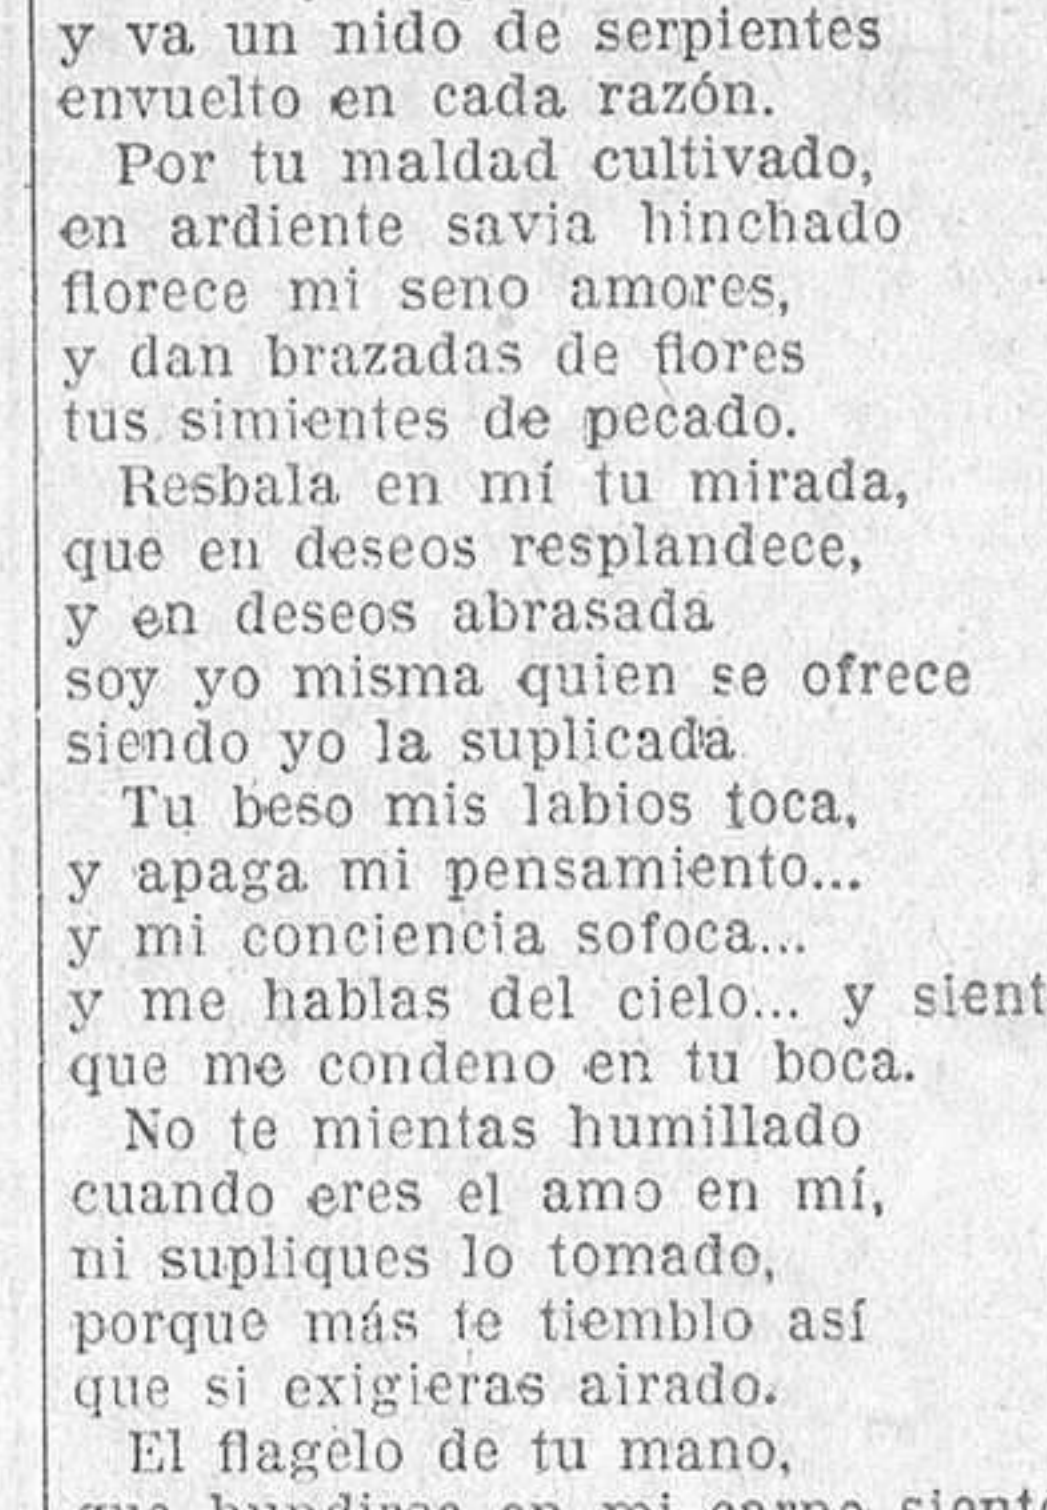 y va un nido de serpientes
envuelto en cada razón.
Por tu maldad cultivado,
en ardiente savia hinchado
florece mi seno amores,
y dan brazadas de flores
tus simientes de pecado.
Resbala en mí tu mirada,
que en deseos resplandece,
y en deseos abrasada
soy yo misma quien se ofrece
siendo yo la suplicada
Tu beso mis labios toca,
y apaga mi pensamiento...
y mi conciencia sofoca...
y me hablas del cielo... y sient
que me condeno en tu boca.
No te mientas humillado
cuando eres el amo en mí,
ni supliques lo tomado,
porque más te tiemblo así
que si exigieras airado.
El flagelo de tu mano,
que hundirse en mi carne